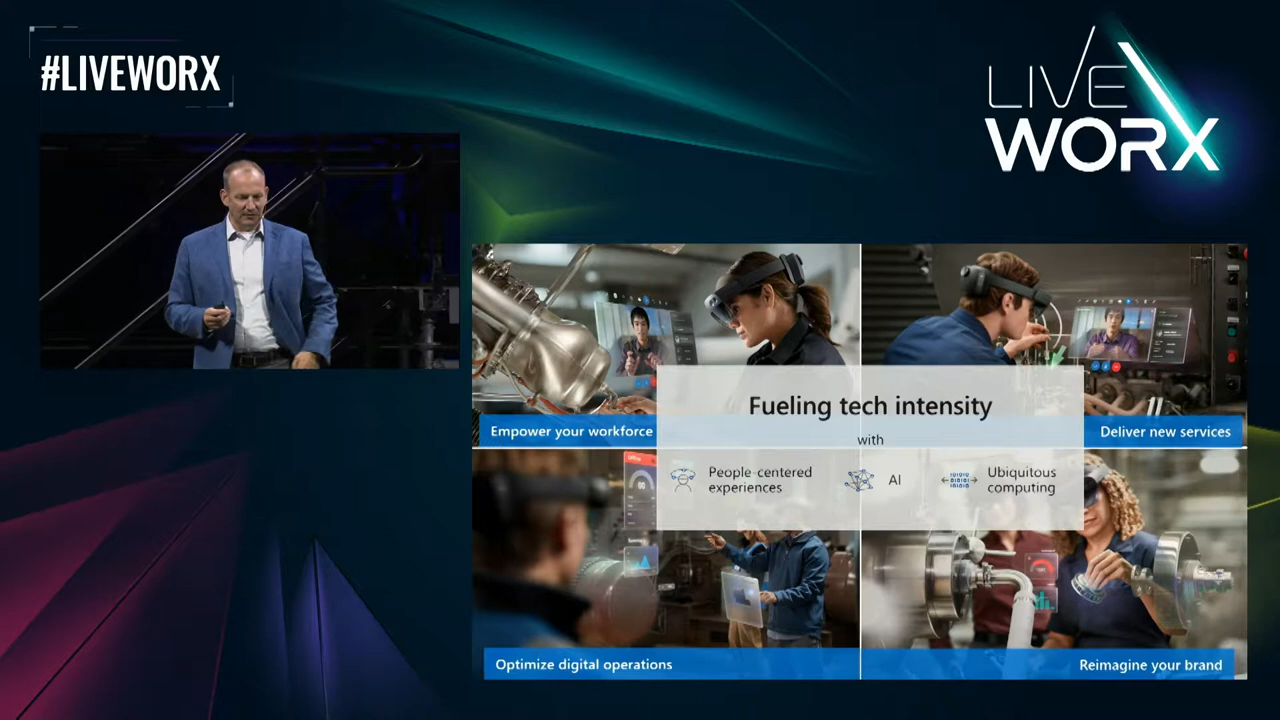 #LIVEWORX
LIVE
WORX
Empower your workforce
Deliver new services
Fueling tech intensity
with
People-centered
experiences
AI
Ubiquitous
computing
Optimize digital operations
Reimagine your brand